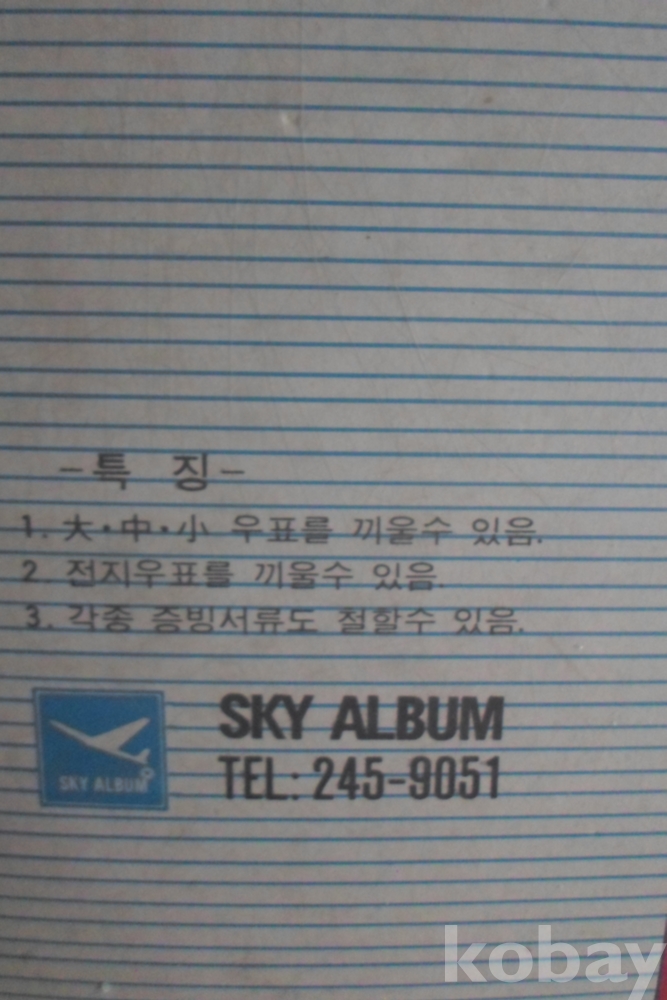 -특 징-
1. 大·中·小 우표를 끼울수 있음.
2. 전지우표를 끼울수 있음.
3. 각종 증빙서류도 철할수 있음.
SKY ALBUM
TEL: 245-9051
SKY ALBUM
kobay